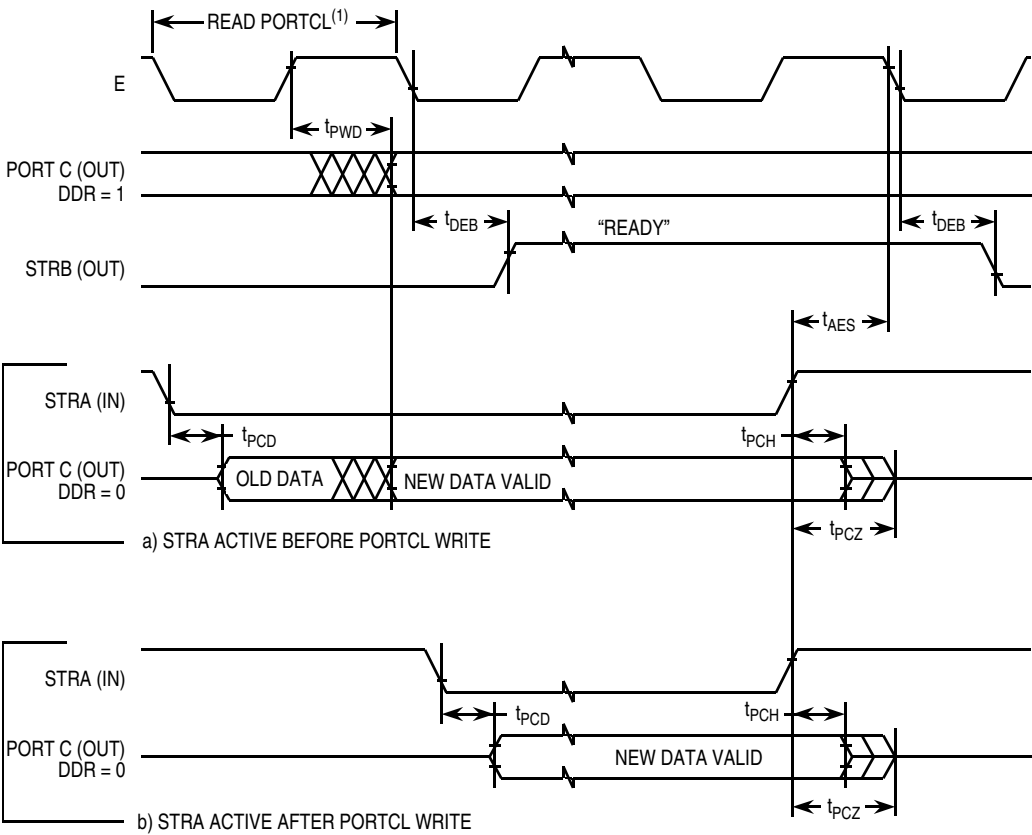 READ PORTCL(1)
E
tPWD
PORT C (OUT)
DDR = 1
tDEB
“READY”
tDEB
STRB (OUT)
tAES
STRA (IN)
tPCD
tPCH
PORT C (OUT)
DDR = 0
OLD DATA
NEW DATA VALID
tPCZ
a) STRA ACTIVE BEFORE PORTCL WRITE
STRA (IN)
tPCD
tPCH
PORT C (OUT)
DDR = 0
NEW DATA VALID
tPCZ
b) STRA ACTIVE AFTER PORTCL WRITE